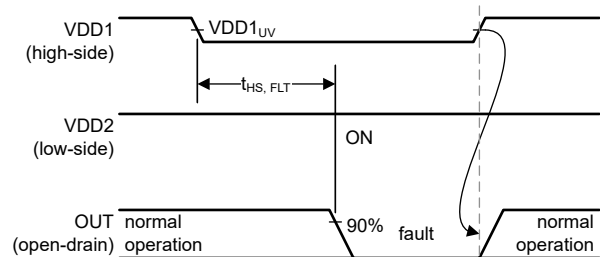 VDD1
(high-side)
VDD1UV
tHS, FLT
VDD2
(low-side)
ON
OUT
(open-drain)
normal
operation
90%
fault
normal
operation